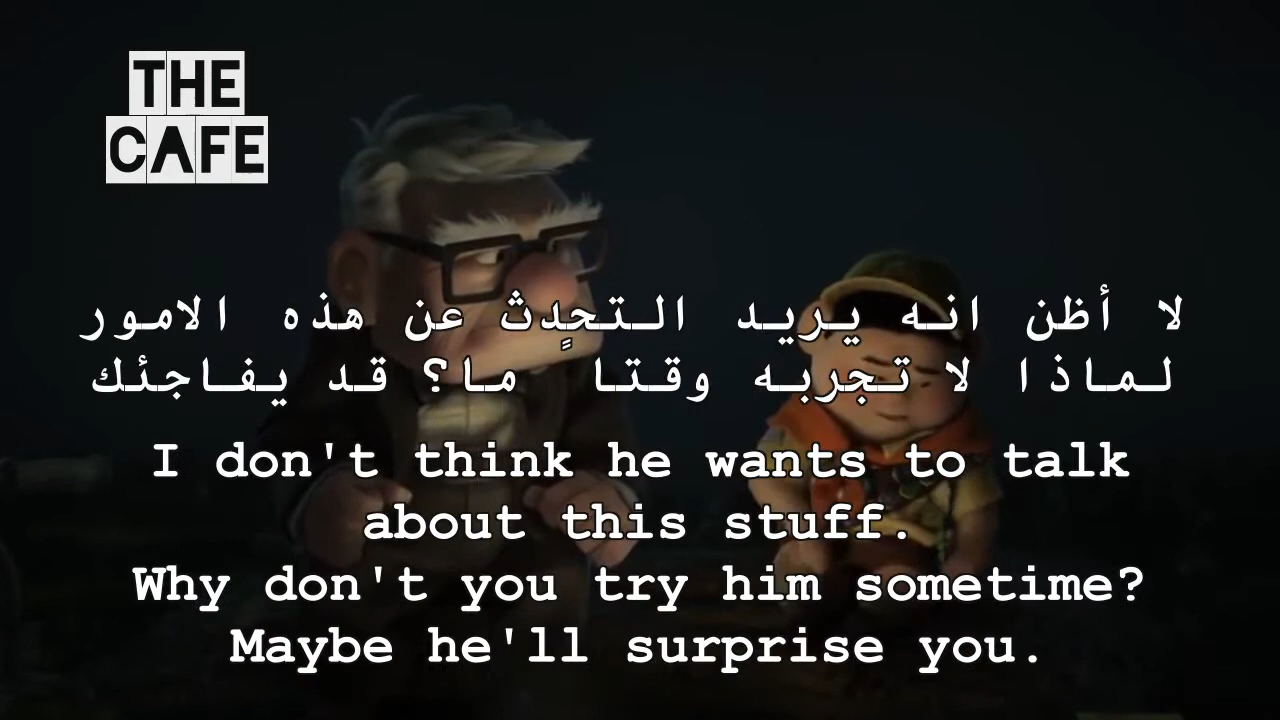 THE
CAFE
لا أظن انه يريد التحدِث عن هذه الامور
لماذا لا تجربه وقتا ما؟ قد يفاجئك
I don't think he wants to talk
about this stuff.
Why don't you try him sometime?
Maybe he'll surprise you.